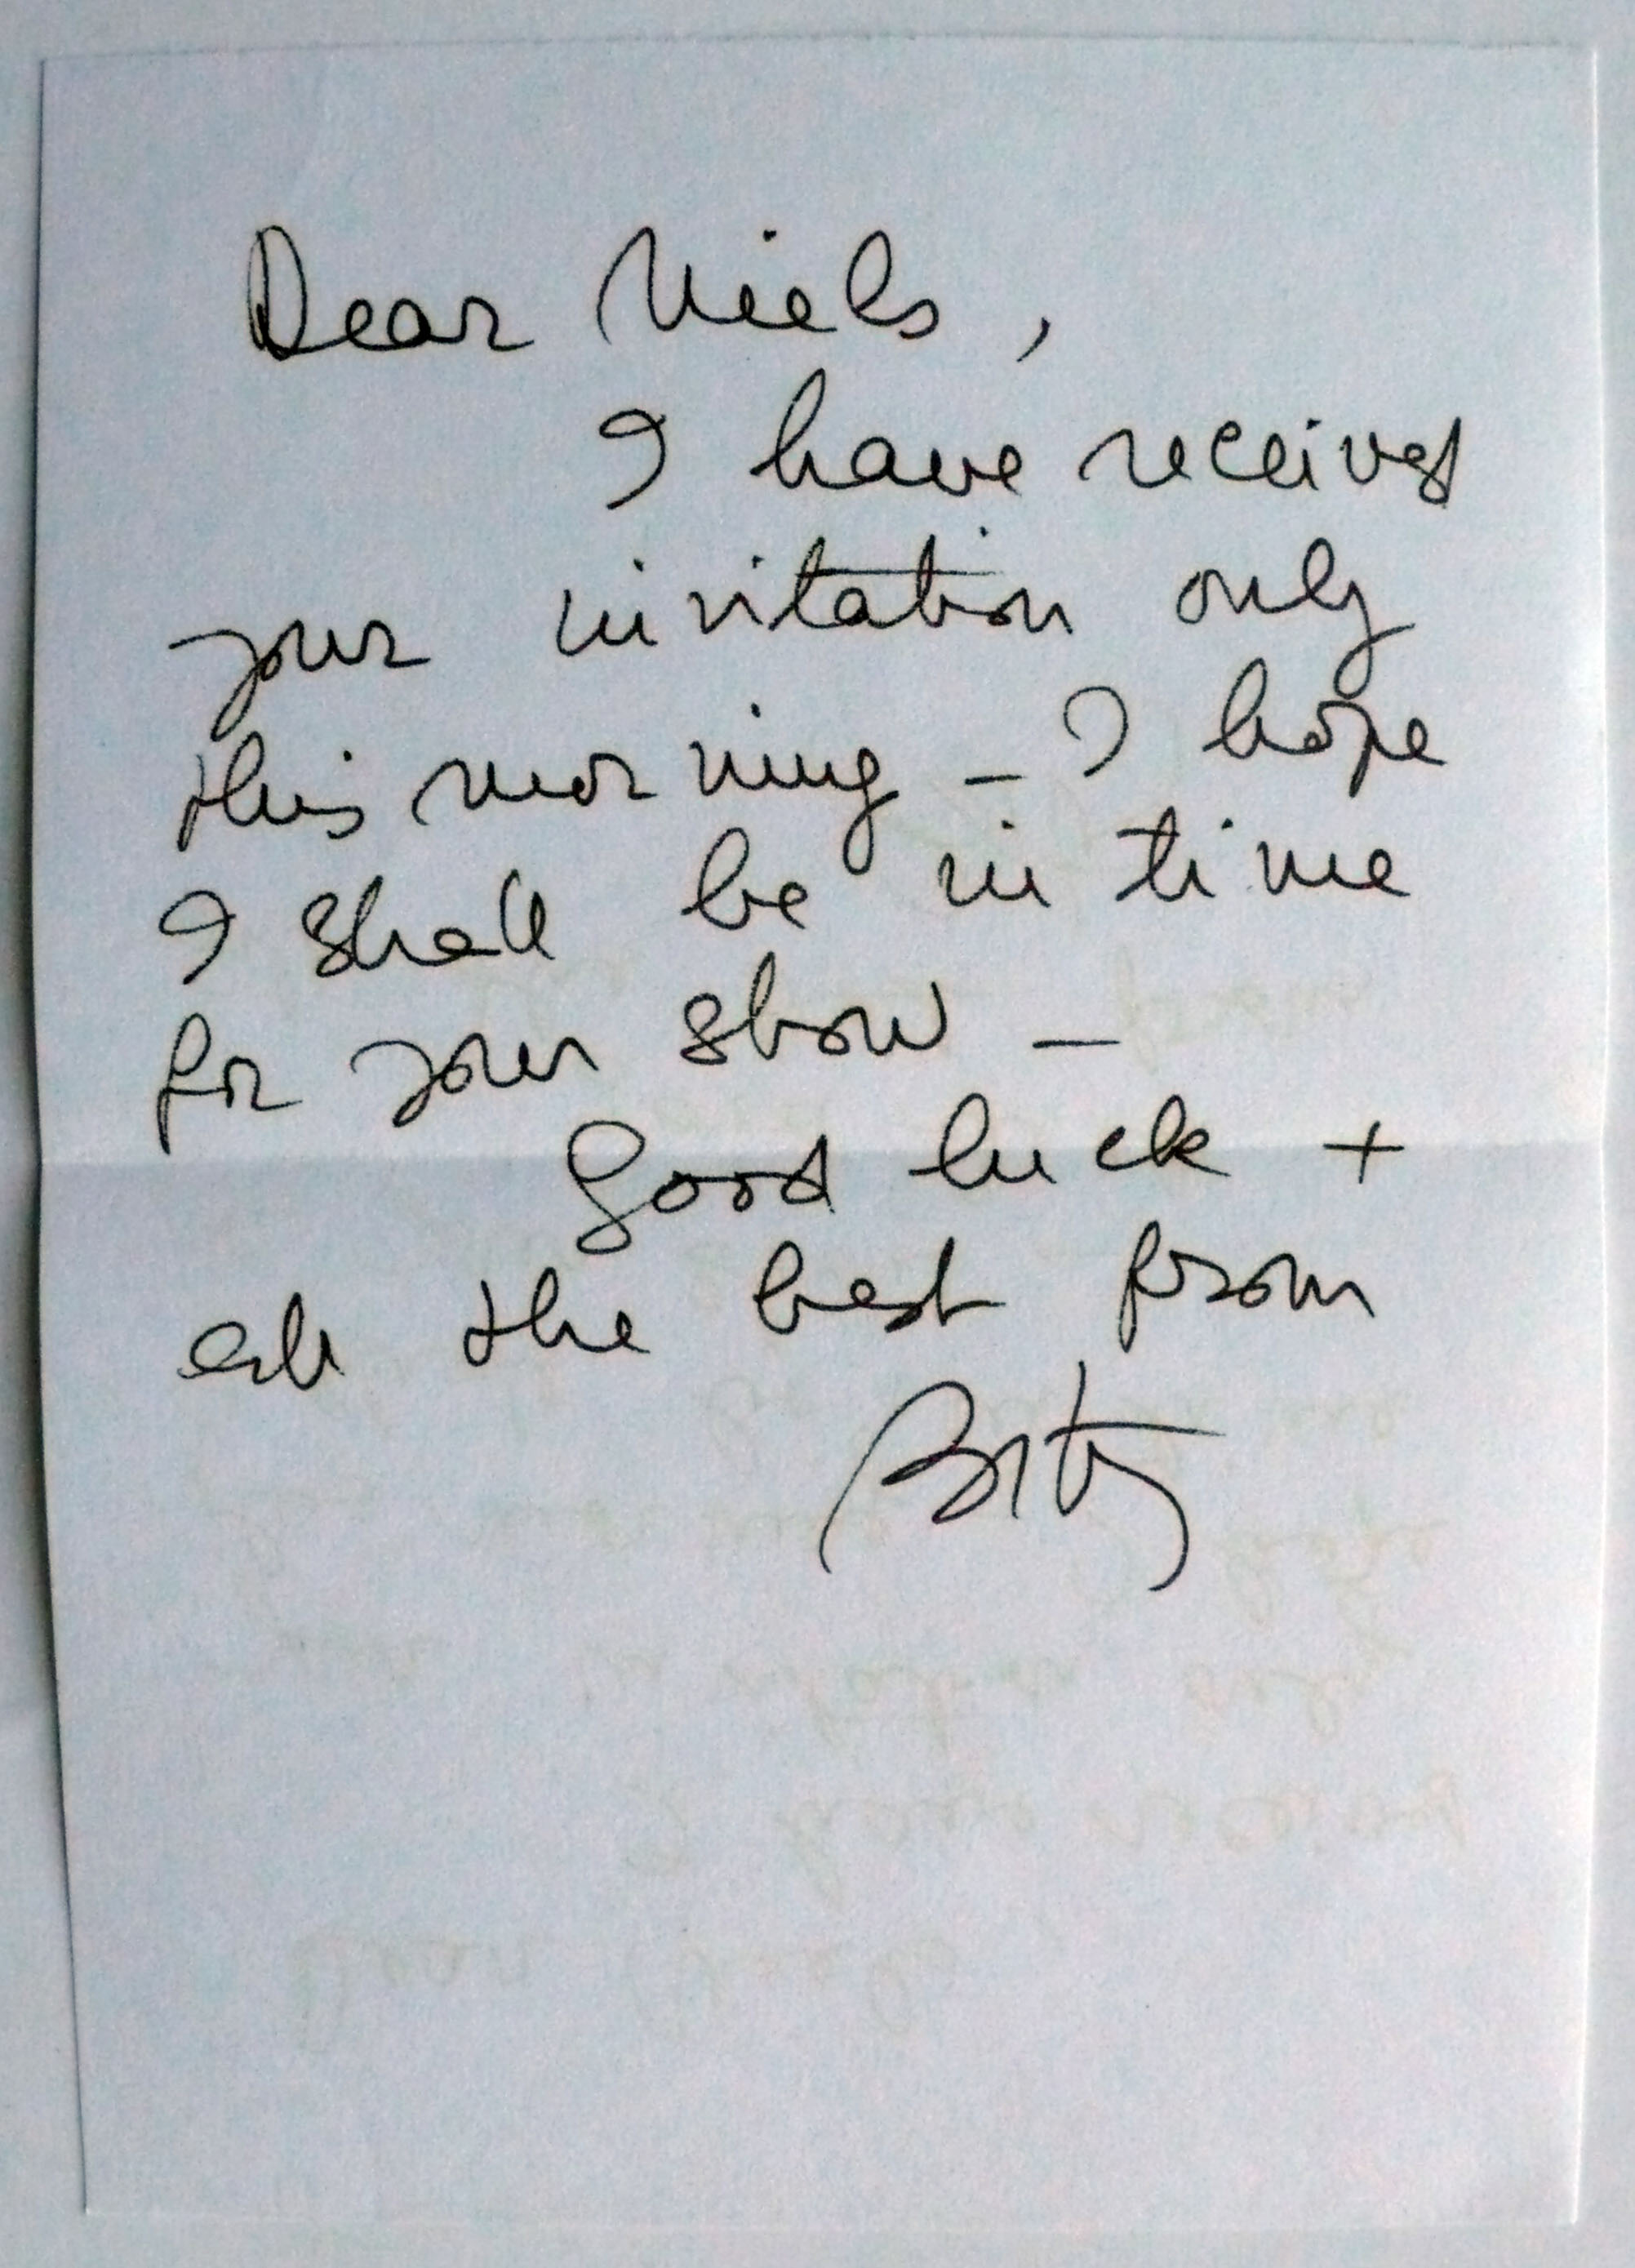 Dear Niels,
I have received
your invitation only
this morning – I hope
I shall be in time
for your show –
Good luck +
all the best from